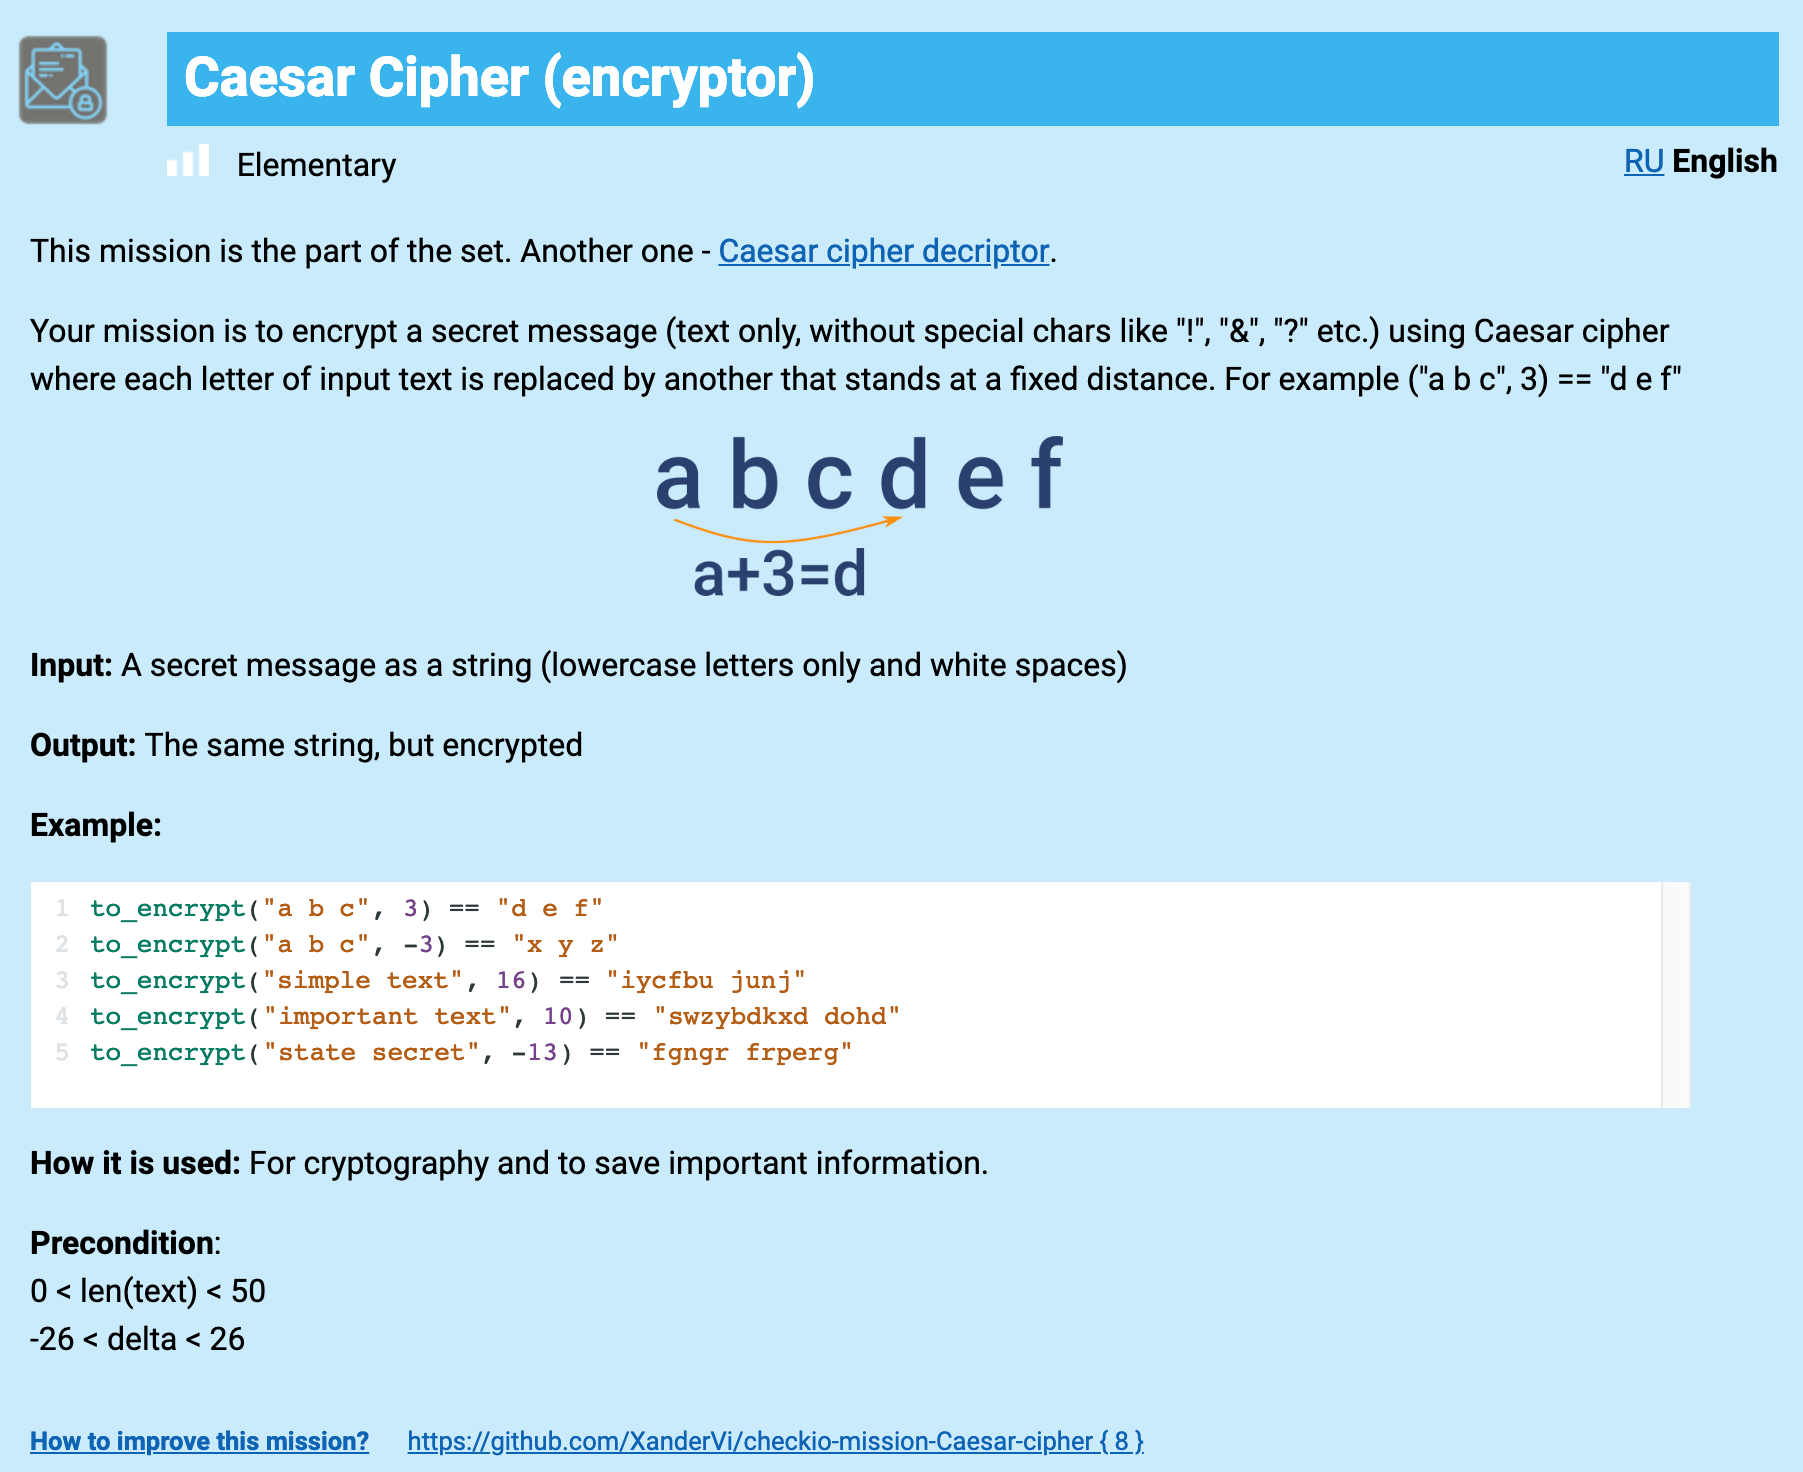 Caesar Cipher (encryptor)
Elementary
RU English
This mission is the part of the set. Another one - Caesar cipher decriptor.
Your mission is to encrypt a secret message (text only, without special chars like "!", "&", "?" etc.) using Caesar cipher
where each letter of input text is replaced by another that stands at a fixed distance. For example ("a b c", 3) == "d e f"
a b c d e f
a+3=d
Input: A secret message as a string (lowercase letters only and white spaces)
Output: The same string, but encrypted
Example:
1 to_encrypt("a b c", 3) == "d e f"
2 to_encrypt("a b c", -3) == "x y z"
3 to_encrypt("simple text", 16) == "iycfbu junj"
4 to_encrypt("important text", 10) == "swzybdkxd dohd"
5 to_encrypt("state secret", -13) == "fgngr frperg"
How it is used: For cryptography and to save important information.
Precondition:
0 < len(text) < 50
-26 < delta < 26
How to improve this mission? https://github.com/XanderVi/checkio-mission-Caesar-cipher { 8 }